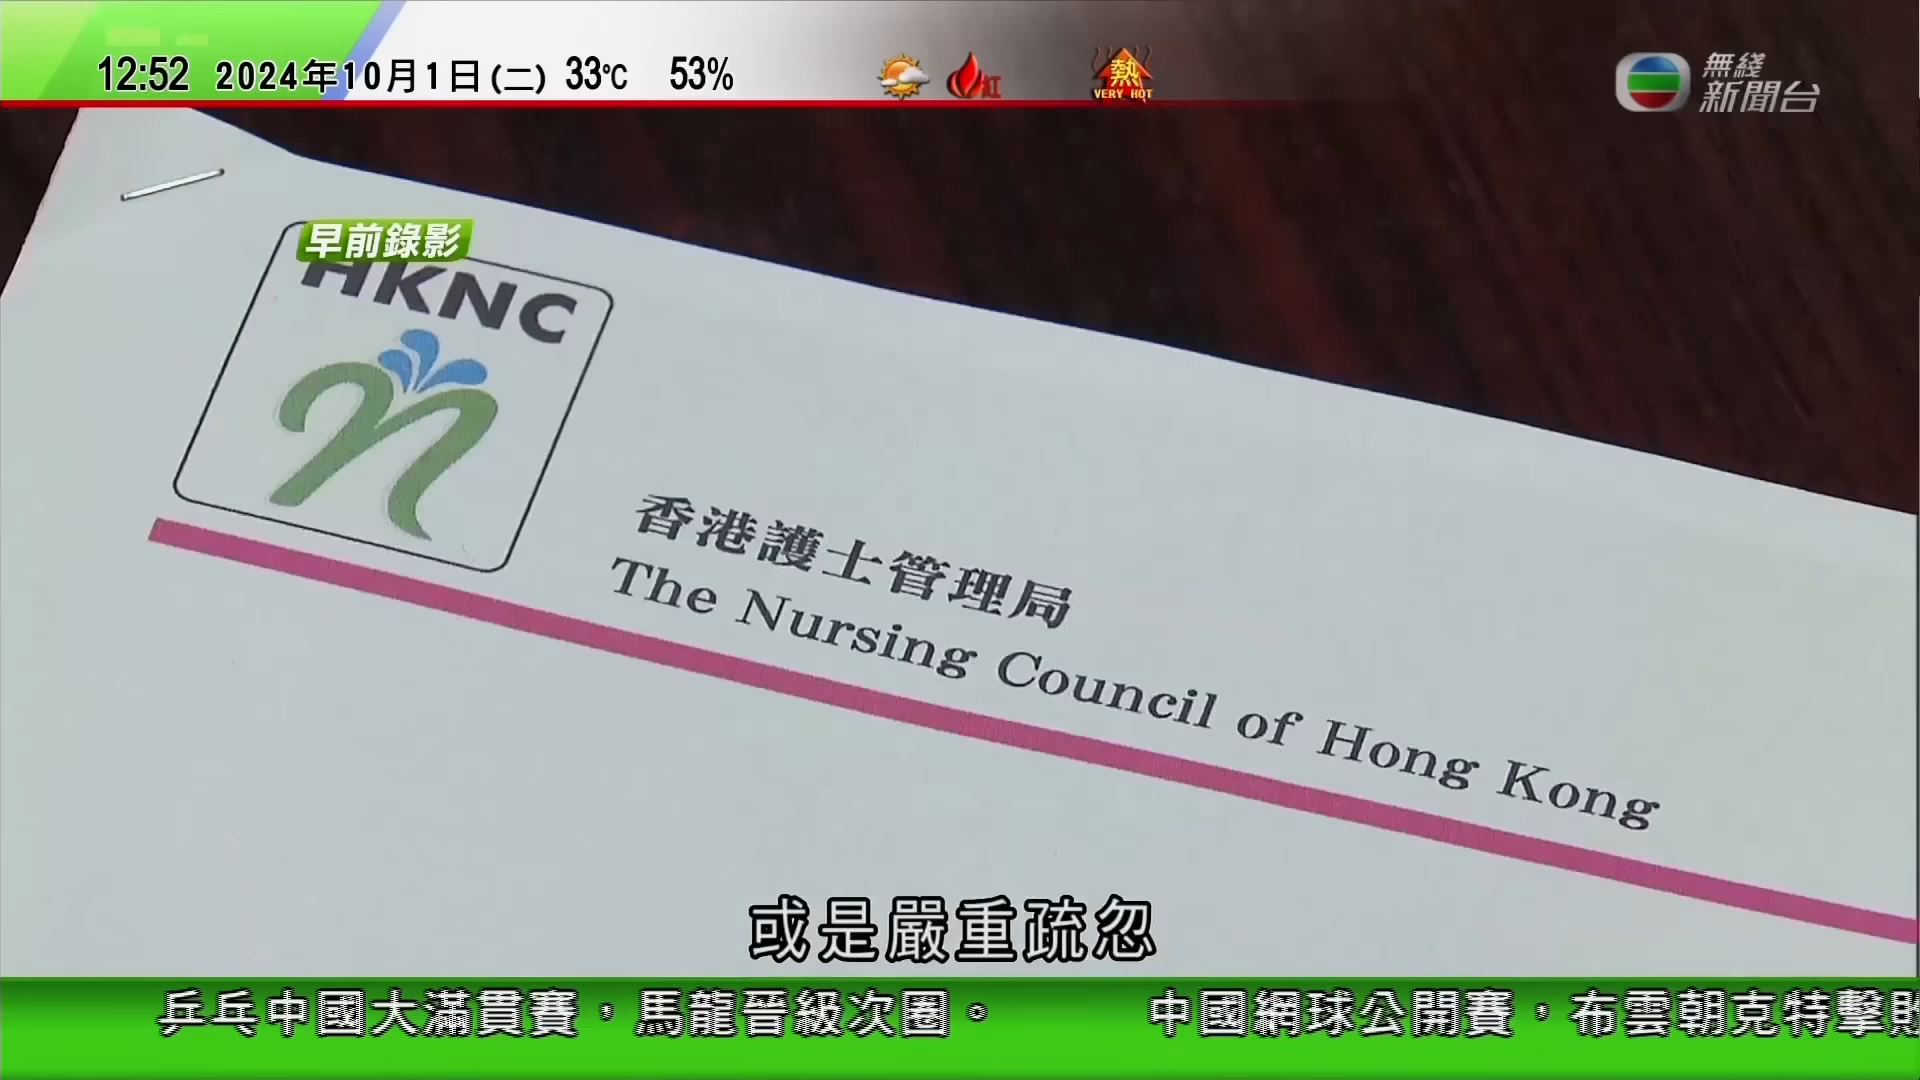 12:52 2024年10月1日(二) 33℃ 53%
紅
熱
VERY HOT
無綫
新聞台
早前錄影
HKNC
香港護士管理局
The Nursing Council of Hong Kong
或是嚴重疏忽
乒乓中國大滿貫賽，馬龍晉級次圈。 中國網球公開賽，布雲朝克特擊敗